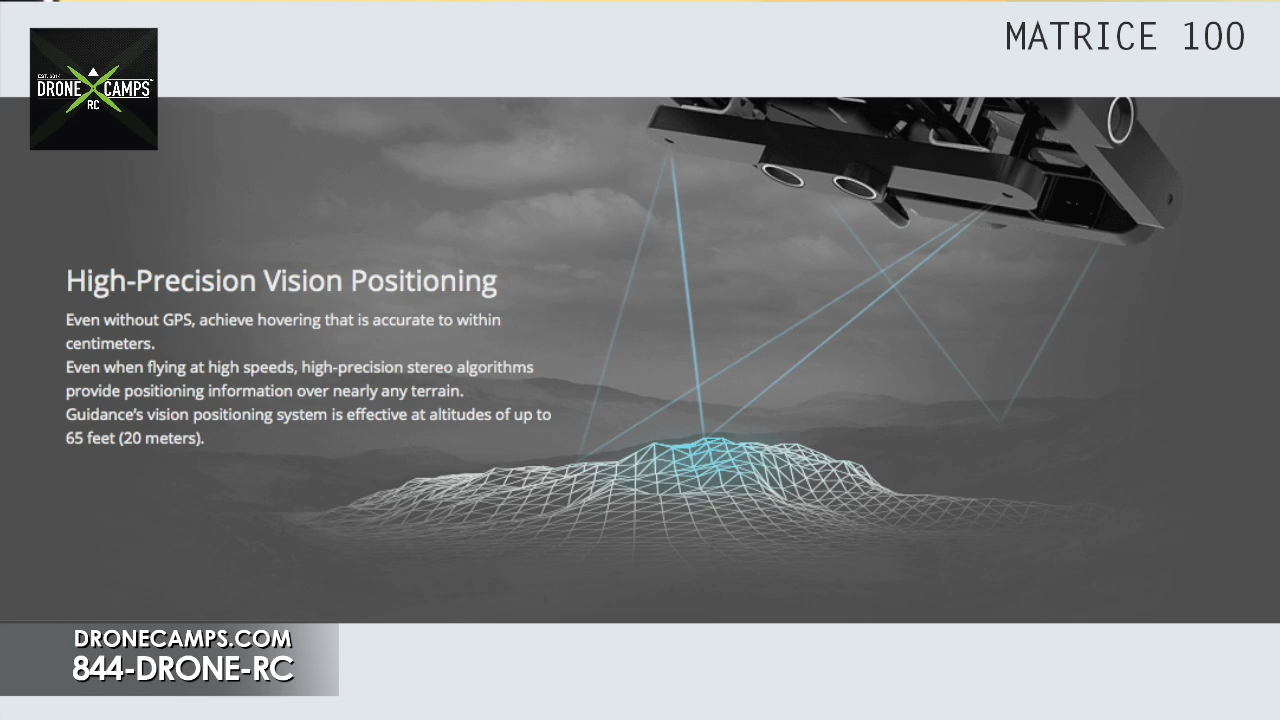 MATRICE 100
EST. 2014
DRONE CAMPS
RC
High-Precision Vision Positioning
Even without GPS, achieve hovering that is accurate to within
centimeters.
Even when flying at high speeds, high-precision stereo algorithms
provide positioning information over nearly any terrain.
Guidance's vision positioning system is effective at altitudes of up to
65 feet (20 meters).
DRONECAMPS.COM
844-DRONE-RC